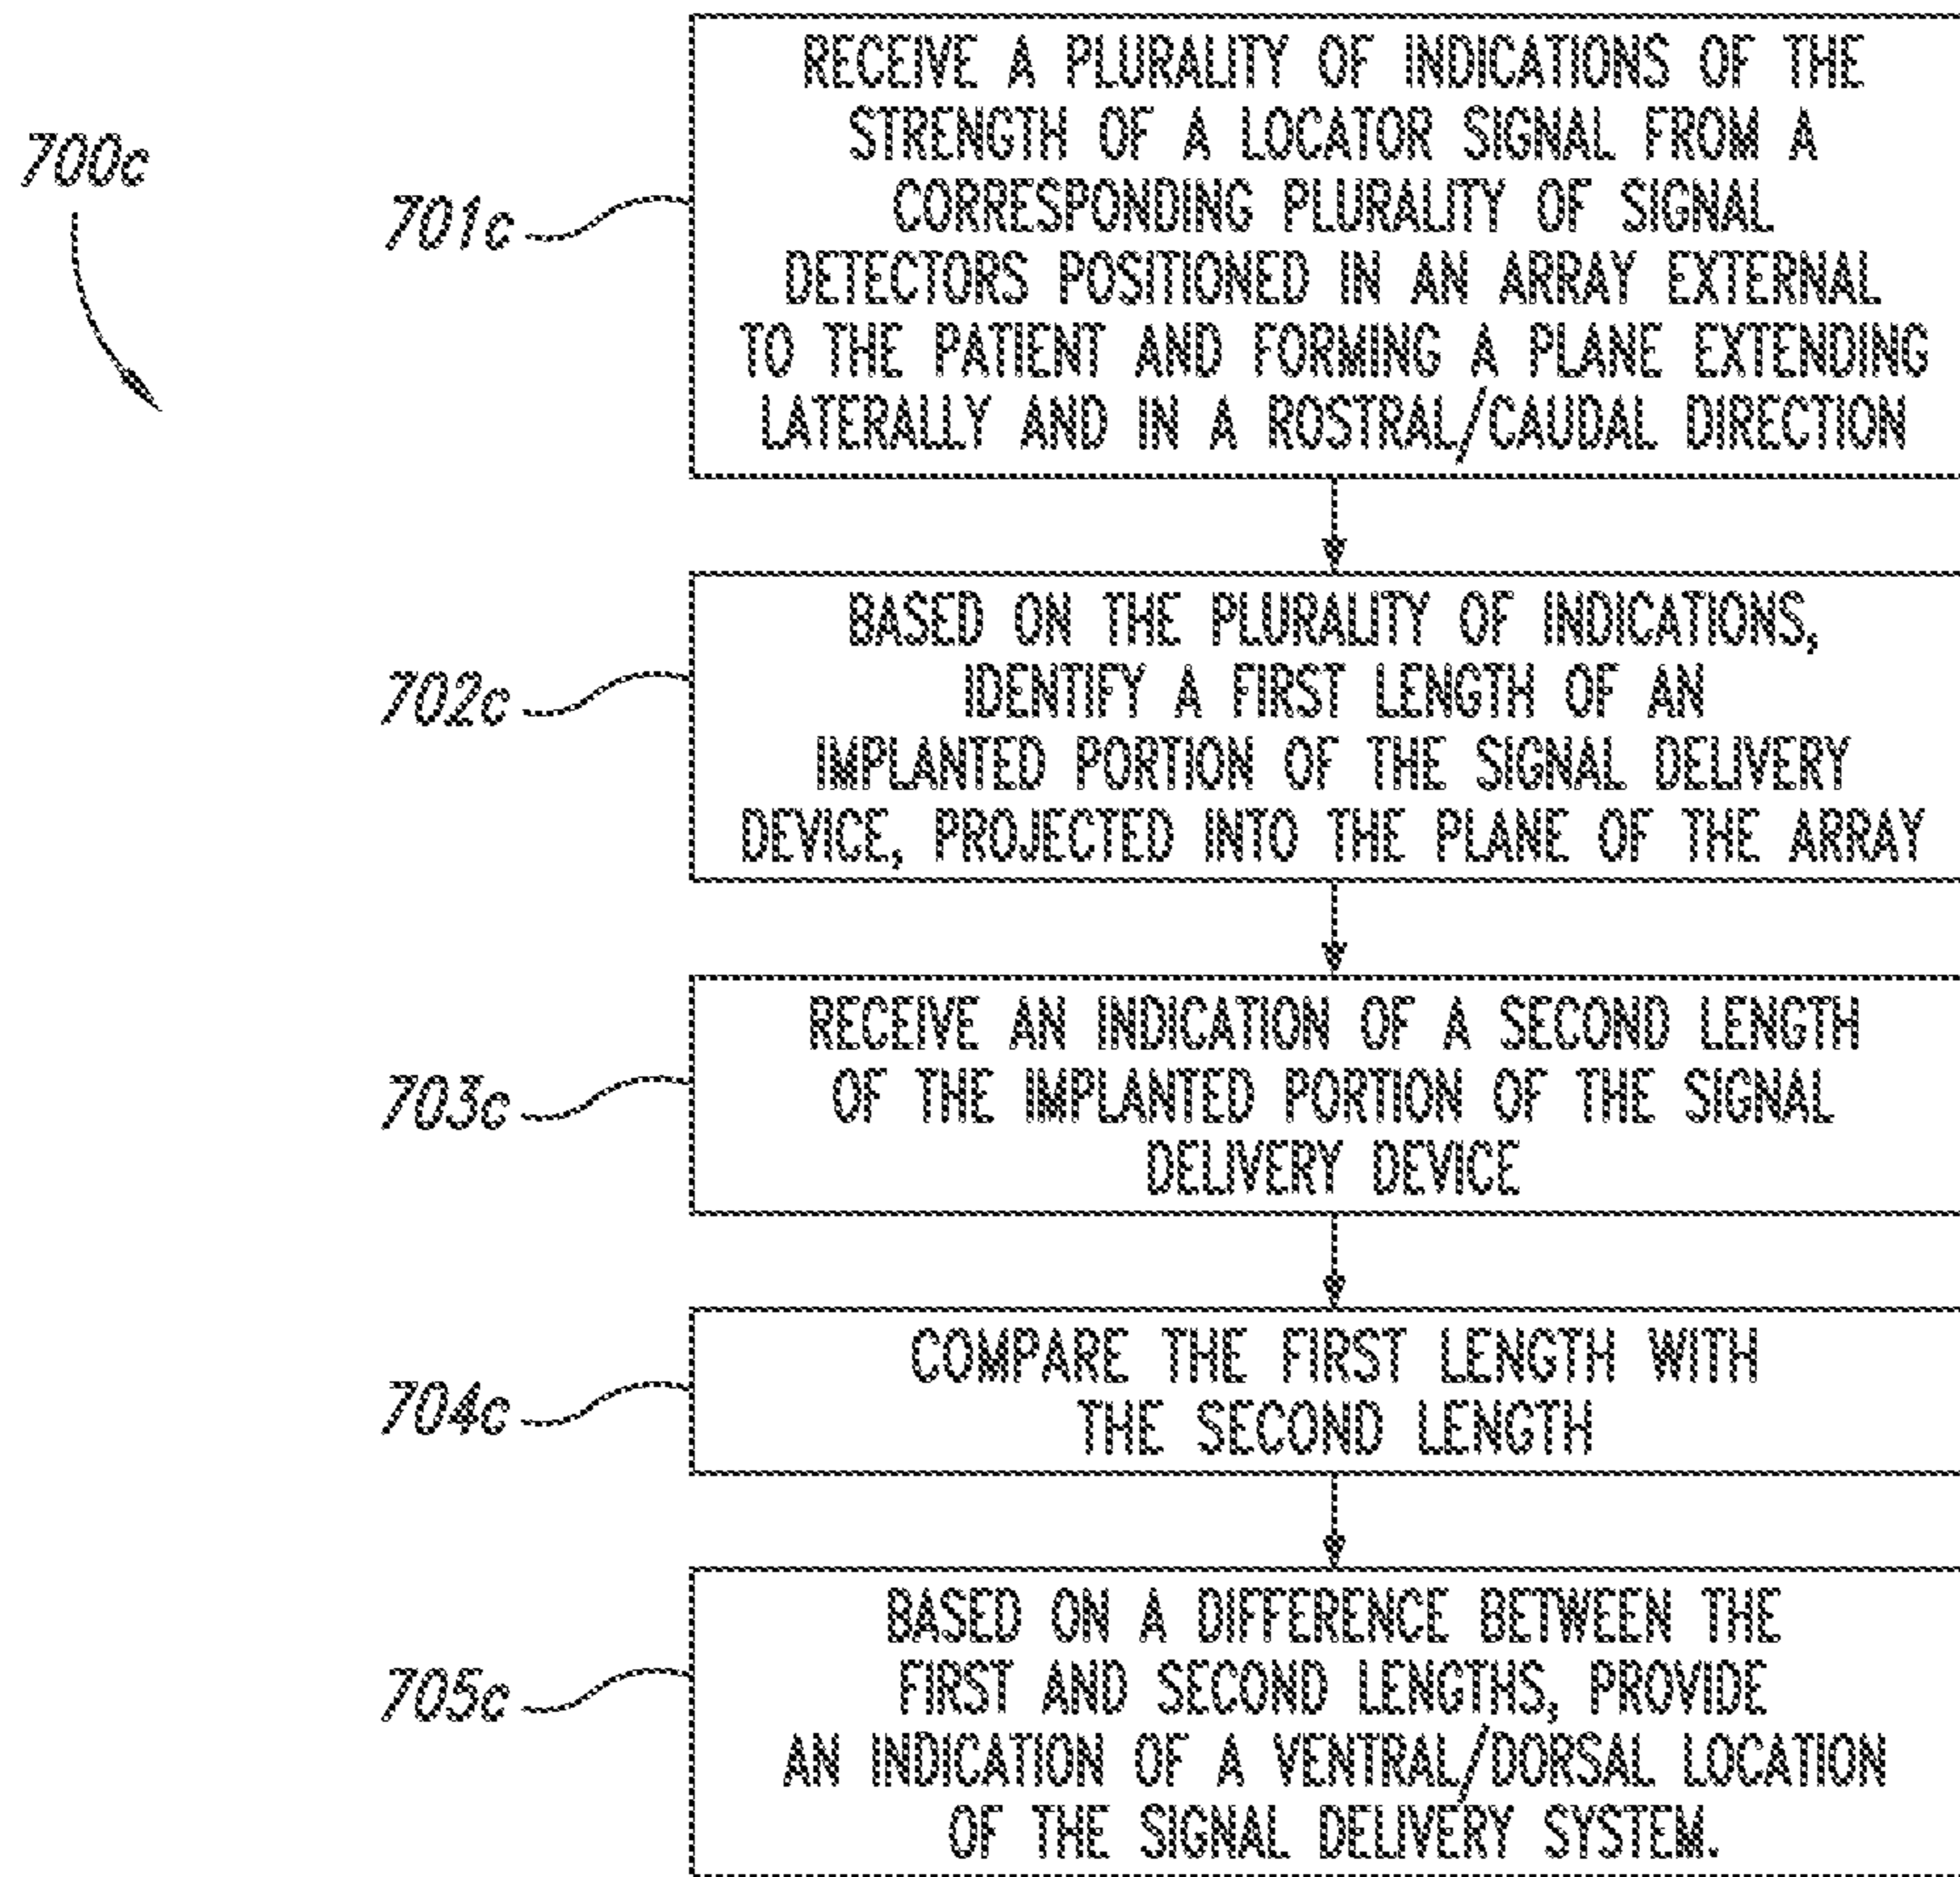 700c
701c
RECEIVE A PLURALITY OF INDICATIONS OF THE
STRENGTH OF A LOCATOR SIGNAL FROM A
CORRESPONDING PLURALITY OF SIGNAL
DETECTORS POSITIONED IN AN ARRAY EXTERNAL
TO THE PATIENT AND FORMING A PLANE EXTENDING
LATERALLY AND IN A ROSTRAL/CAUDAL DIRECTION
702c
BASED ON THE PLURALITY OF INDICATIONS,
IDENTIFY A FIRST LENGTH OF AN
IMPLANTED PORTION OF THE SIGNAL DELIVERY
DEVICE, PROJECTED INTO THE PLANE OF THE ARRAY
703c
RECEIVE AN INDICATION OF A SECOND LENGTH
OF THE IMPLANTED PORTION OF THE SIGNAL
DELIVERY DEVICE
704c
COMPARE THE FIRST LENGTH WITH
THE SECOND LENGTH
705c
BASED ON A DIFFERENCE BETWEEN THE
FIRST AND SECOND LENGTHS, PROVIDE
AN INDICATION OF A VENTRAL/DORSAL LOCATION
OF THE SIGNAL DELIVERY SYSTEM.